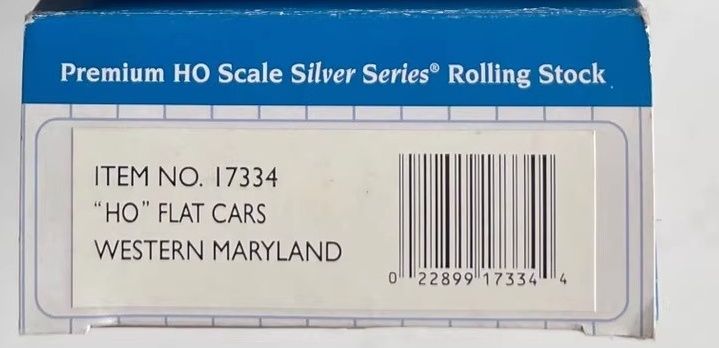 Premium HO Scale Silver Series® Rolling Stock
ITEM NO. 17334
"HO" FLAT CARS
WESTERN MARYLAND
0 22899 17334 4